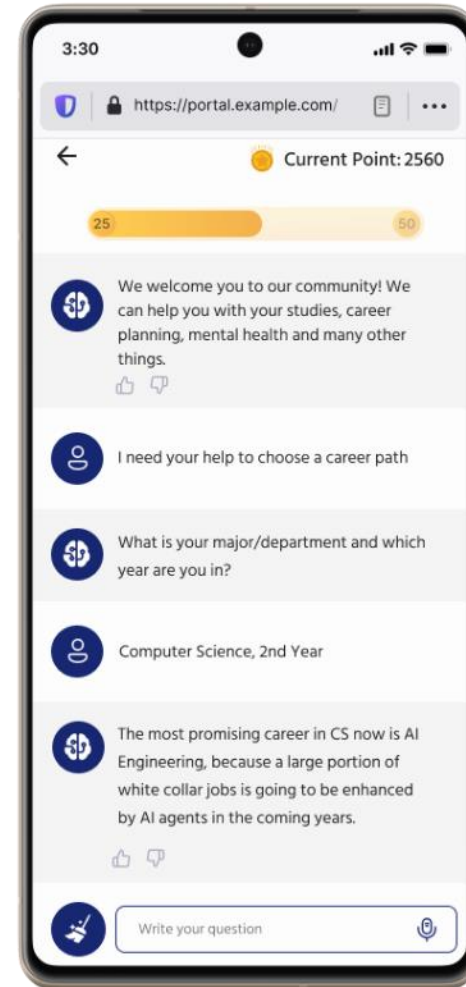 3:30
https://portal.example.com/
Current Point: 2560
25
50
We welcome you to our community! We
can help you with your studies, career
planning, mental health and many other
things.
I need your help to choose a career path
What is your major/department and which
year are you in?
Computer Science, 2nd Year
The most promising career in CS now is AI
Engineering, because a large portion of
white collar jobs is going to be enhanced
by AI agents in the coming years.
Write your question